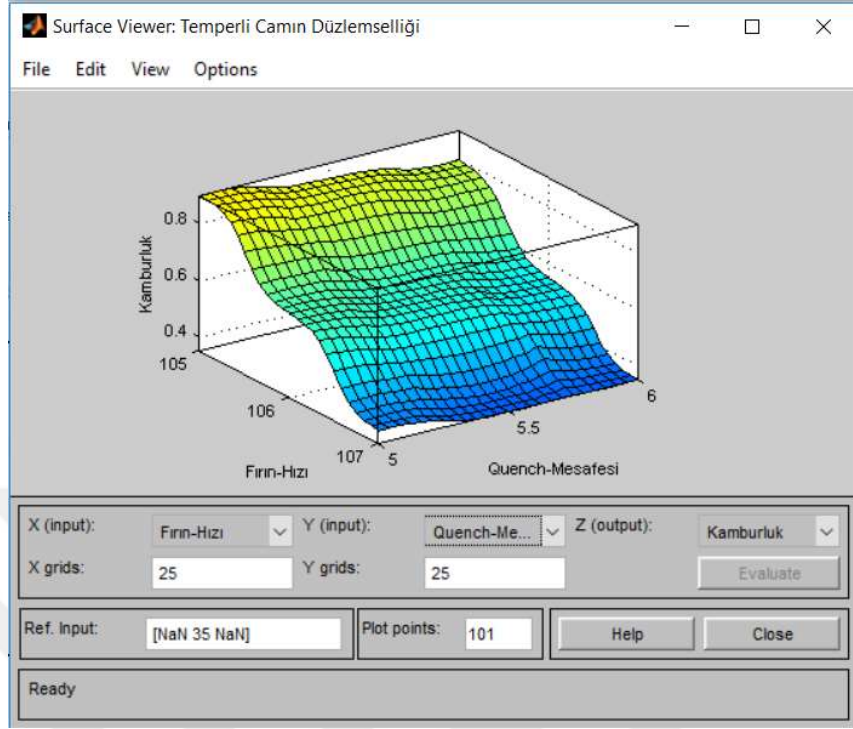 Surface Viewer: Temperli Camın Düzlemselliği
File Edit View Options
0.8
0.6
0.4
Kamburluk
105
106
107
Fırın-Hızı
5
5.5
6
Quench-Mesafesi
X (input): Fırın-Hızı Y (input): Quench-Me... Z (output): Kamburluk
X grids: 25 Y grids: 25 Evaluate
Ref. Input: [NaN 35 NaN] Plot points: 101 Help Close
Ready